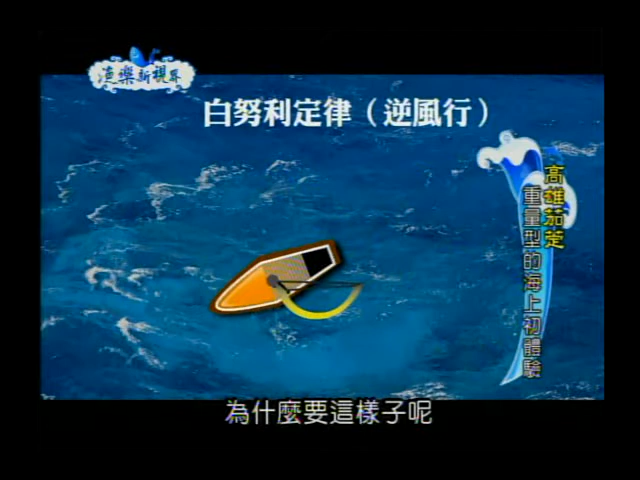 漁樂新視界
白努利定律（逆風行）
高雄茄萣
重量型的海上初體驗
為什麼要這樣子呢